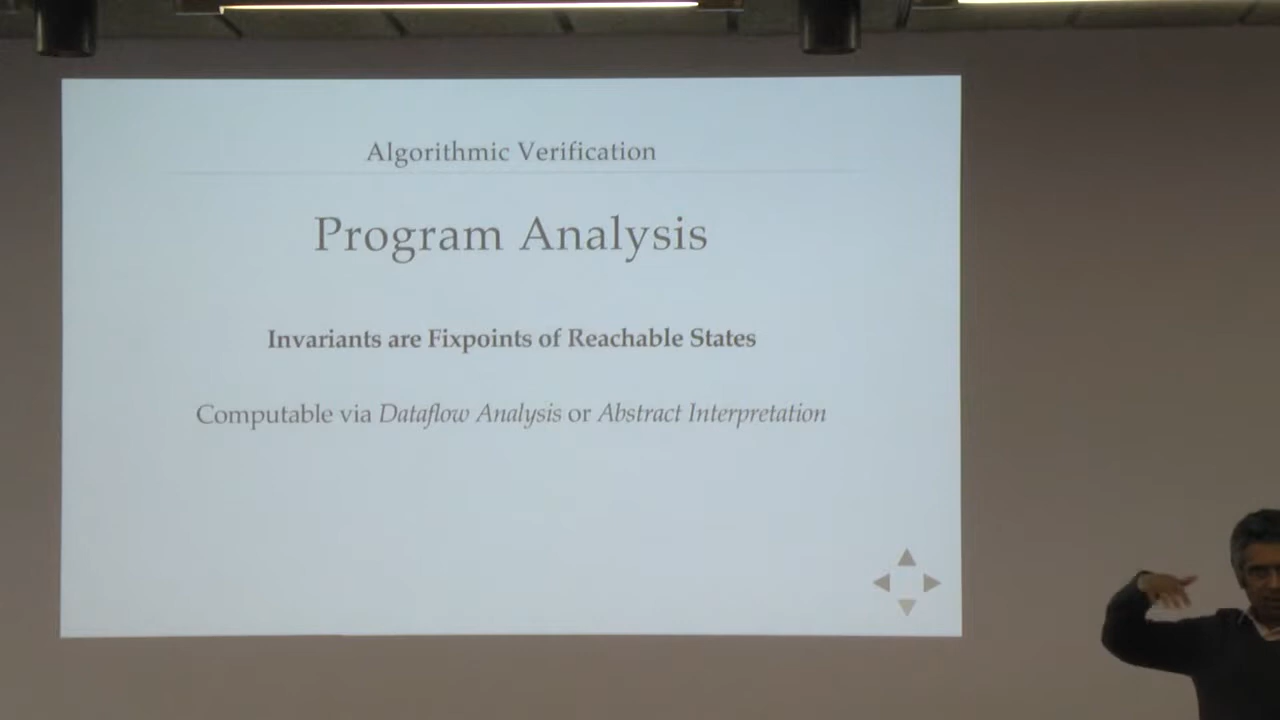 Algorithmic Verification
Program Analysis
Invariants are Fixpoints of Reachable States
Computable via Dataflow Analysis or Abstract Interpretation